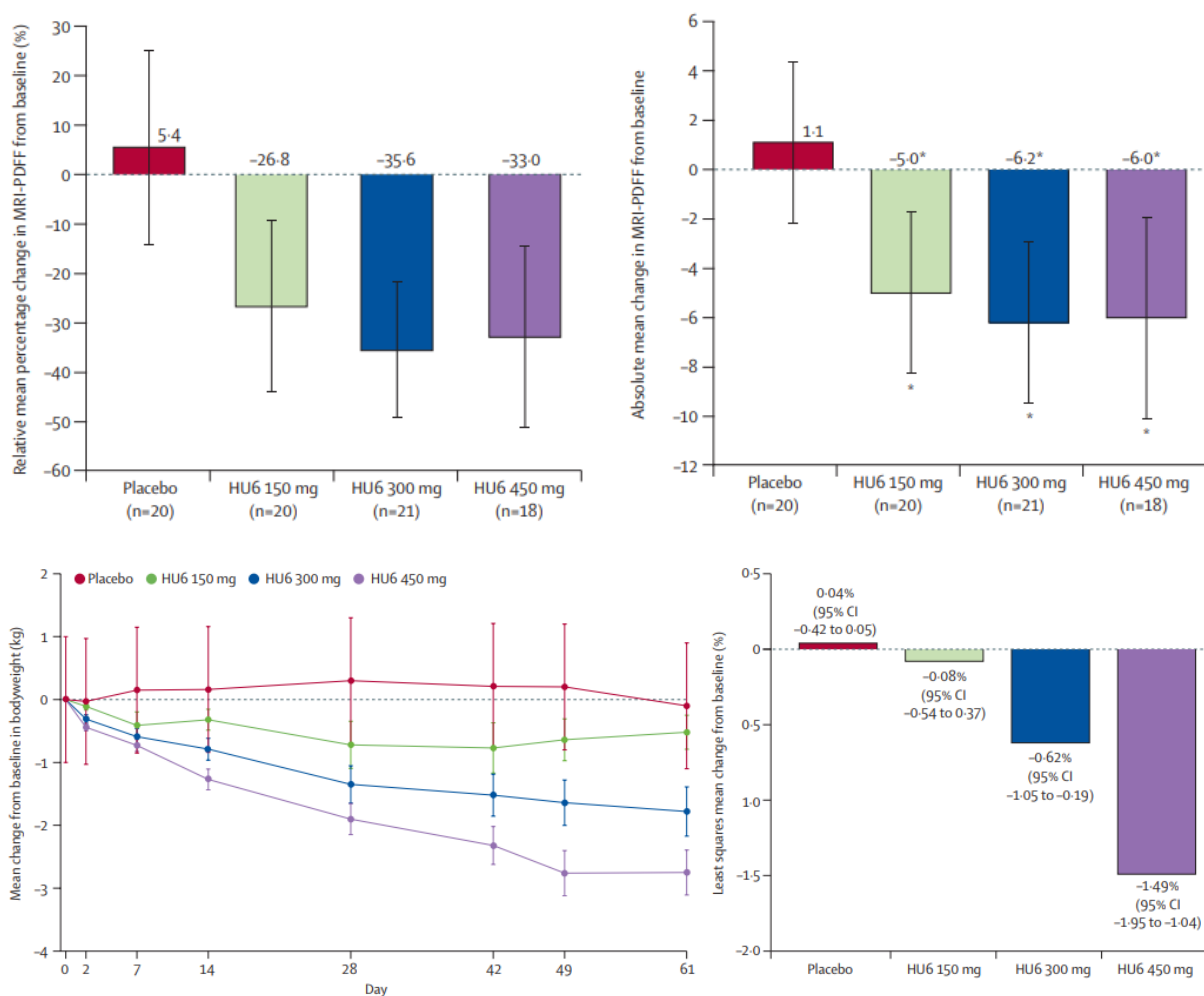 Relative mean percentage change in MRI-PDFF from baseline (%)
30
20
10
0
−10
−20
−30
−40
−50
−60
5·4
−26·8
−35·6
−33·0
Placebo
(n=20)
HU6 150 mg
(n=20)
HU6 300 mg
(n=21)
HU6 450 mg
(n=18)
Absolute mean change in MRI-PDFF from baseline
6
4
2
0
−2
−4
−6
−8
−10
−12
1·1
−5·0*
−6·2*
−6·0*
*
*
*
Placebo
(n=20)
HU6 150 mg
(n=20)
HU6 300 mg
(n=21)
HU6 450 mg
(n=18)
Mean change from baseline in bodyweight (kg)
2
1
0
−1
−2
−3
−4
Placebo
HU6 150 mg
HU6 300 mg
HU6 450 mg
0 2 7 14 28 42 49 61
Day
Least squares mean change from baseline (%)
0·5
0
0·5
1·0
−1·5
−2·0
0·04%
(95% CI
−0·42 to 0·05)
−0·08%
(95% CI
−0·54 to 0·37)
−0·62%
(95% CI
−1·05 to −0·19)
−1·49%
(95% CI
−1·95 to −1·04)
Placebo
HU6 150 mg
HU6 300 mg
HU6 450 mg